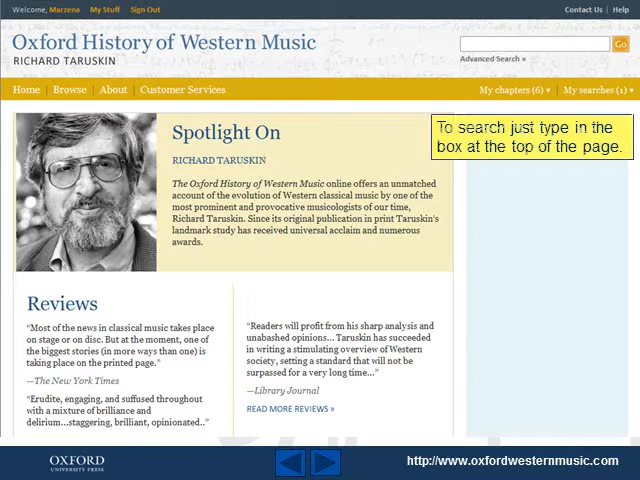 Welcome, Marzena My Stuff Sign Out
Contact Us | Help
Oxford History of Western Music
RICHARD TARUSKIN
Go
Advanced Search »
Home | Browse | About | Customer Services
My chapters (6) ▾ | My searches (1) ▾
To search just type in the
box at the top of the page.
Spotlight On
RICHARD TARUSKIN
The Oxford History of Western Music online offers an unmatched
account of the evolution of Western classical music by one of the
most prominent and provocative musicologists of our time,
Richard Taruskin. Since its original publication in print Taruskin's
landmark study has received universal acclaim and numerous
awards.
Reviews
"Most of the news in classical music takes place
on stage or on disc. But at the moment, one of
the biggest stories (in more ways than one) is
taking place on the printed page."
—The New York Times
"Erudite, engaging, and suffused throughout
with a mixture of brilliance and
delirium...staggering, brilliant, opinionated.."
"Readers will profit from his sharp analysis and
unabashed opinions... Taruskin has succeeded
in writing a stimulating overview of Western
society, setting a standard that will not be
surpassed for a very long time..."
—Library Journal
READ MORE REVIEWS »
OXFORD
UNIVERSITY PRESS
http://www.oxfordwesternmusic.com